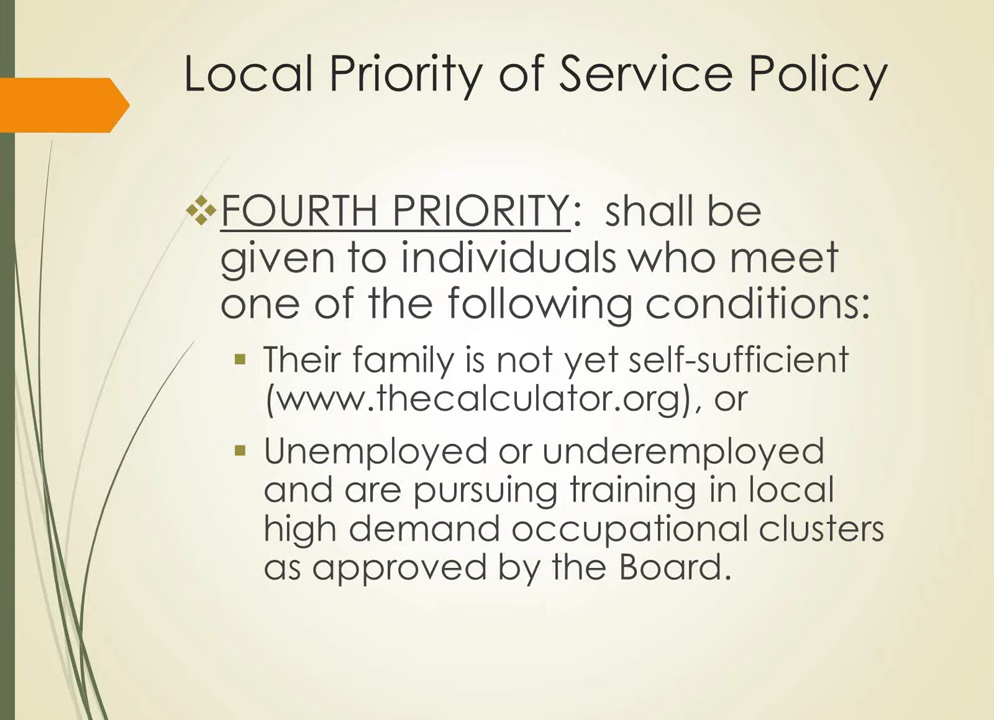 Local Priority of Service Policy
FOURTH PRIORITY: shall be
given to individuals who meet
one of the following conditions:
Their family is not yet self-sufficient
(www.thecalculator.org), or
Unemployed or underemployed
and are pursuing training in local
high demand occupational clusters
as approved by the Board.